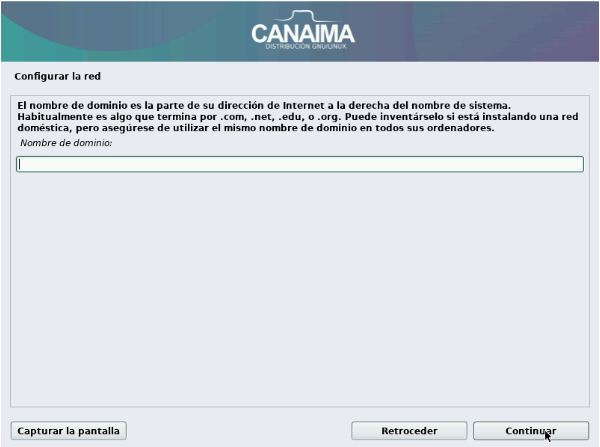 CANAIMA
DISTRIBUCIÓN GNU/LINUX
Configurar la red
El nombre de dominio es la parte de su dirección de Internet a la derecha del nombre de sistema.
Habitualmente es algo que termina por .com, .net, .edu, o .org. Puede inventárselo si está instalando una red
doméstica, pero asegúrese de utilizar el mismo nombre de dominio en todos sus ordenadores.
Nombre de dominio:
Capturar la pantalla
Retroceder
Continuar